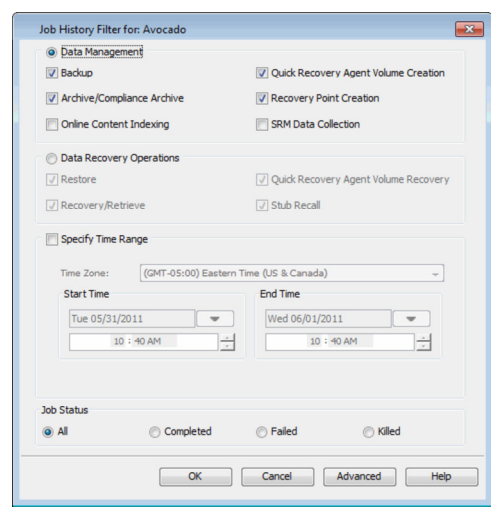 Job History Filter for: Avocado
Data Management
Backup
Quick Recovery Agent Volume Creation
Archive/Compliance Archive
Recovery Point Creation
Online Content Indexing
SRM Data Collection
Data Recovery Operations
Restore
Quick Recovery Agent Volume Recovery
Recovery/Retrieve
Stub Recall
Specify Time Range
Time Zone: (GMT-05:00) Eastern Time (US & Canada)
Start Time
End Time
Tue 05/31/2011
Wed 06/01/2011
10 : 40 AM
10 : 40 AM
Job Status
All
Completed
Failed
Killed
OK
Cancel
Advanced
Help